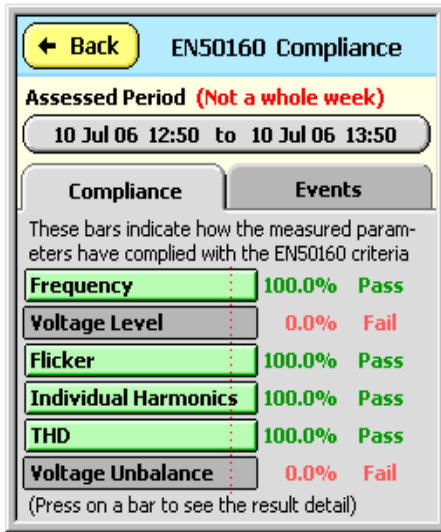 ← Back EN50160 Compliance
Assessed Period (Not a whole week)
10 Jul 06 12:50 to 10 Jul 06 13:50
Compliance Events
These bars indicate how the measured param-
eters have complied with the EN50160 criteria
Frequency 100.0% Pass
Voltage Level 0.0% Fail
Flicker 100.0% Pass
Individual Harmonics 100.0% Pass
THD 100.0% Pass
Voltage Unbalance 0.0% Fail
(Press on a bar to see the result detail)